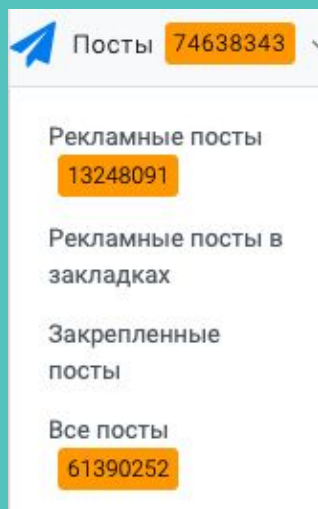 Посты 74638343
Рекламные посты
13248091
Рекламные посты в
закладках
Закрепленные
посты
Все посты
61390252